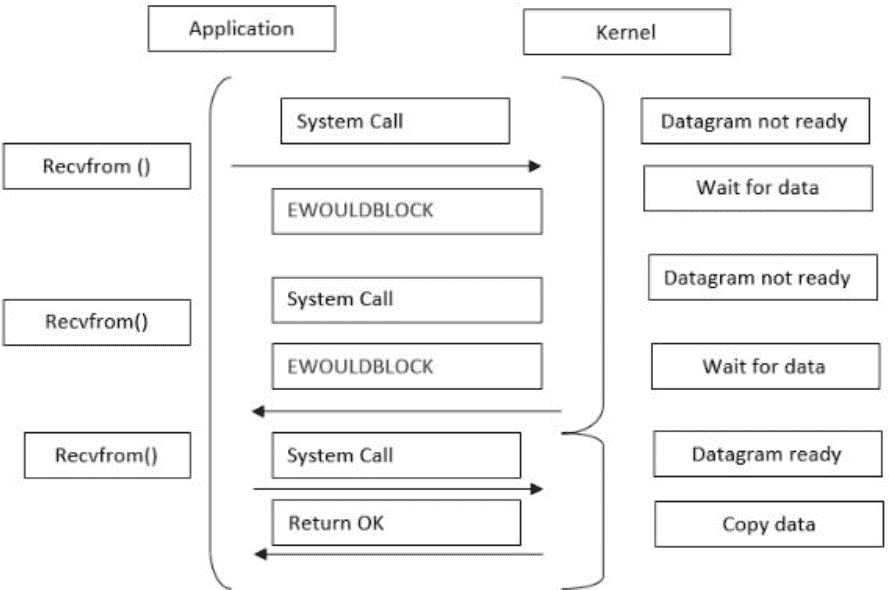 Application
Kernel
System Call
Datagram not ready
Recvfrom ()
Wait for data
EWOULDBLOCK
Datagram not ready
System Call
Recvfrom()
EWOULDBLOCK
Wait for data
Recvfrom()
System Call
Datagram ready
Return OK
Copy data